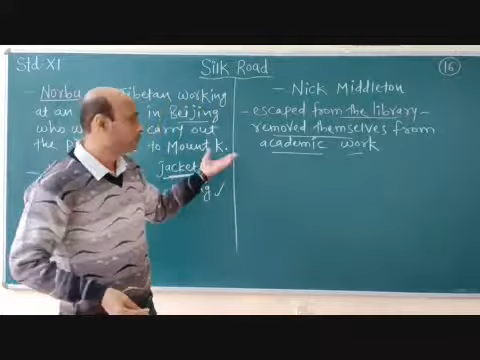 Std-XI
Silk Road
16
- Norbu Tibetan working
at an in Beijing
who carry out
the to Mount K.
jacket
- Nick Middleton
- escaped from the library -
removed themselves from
academic work.